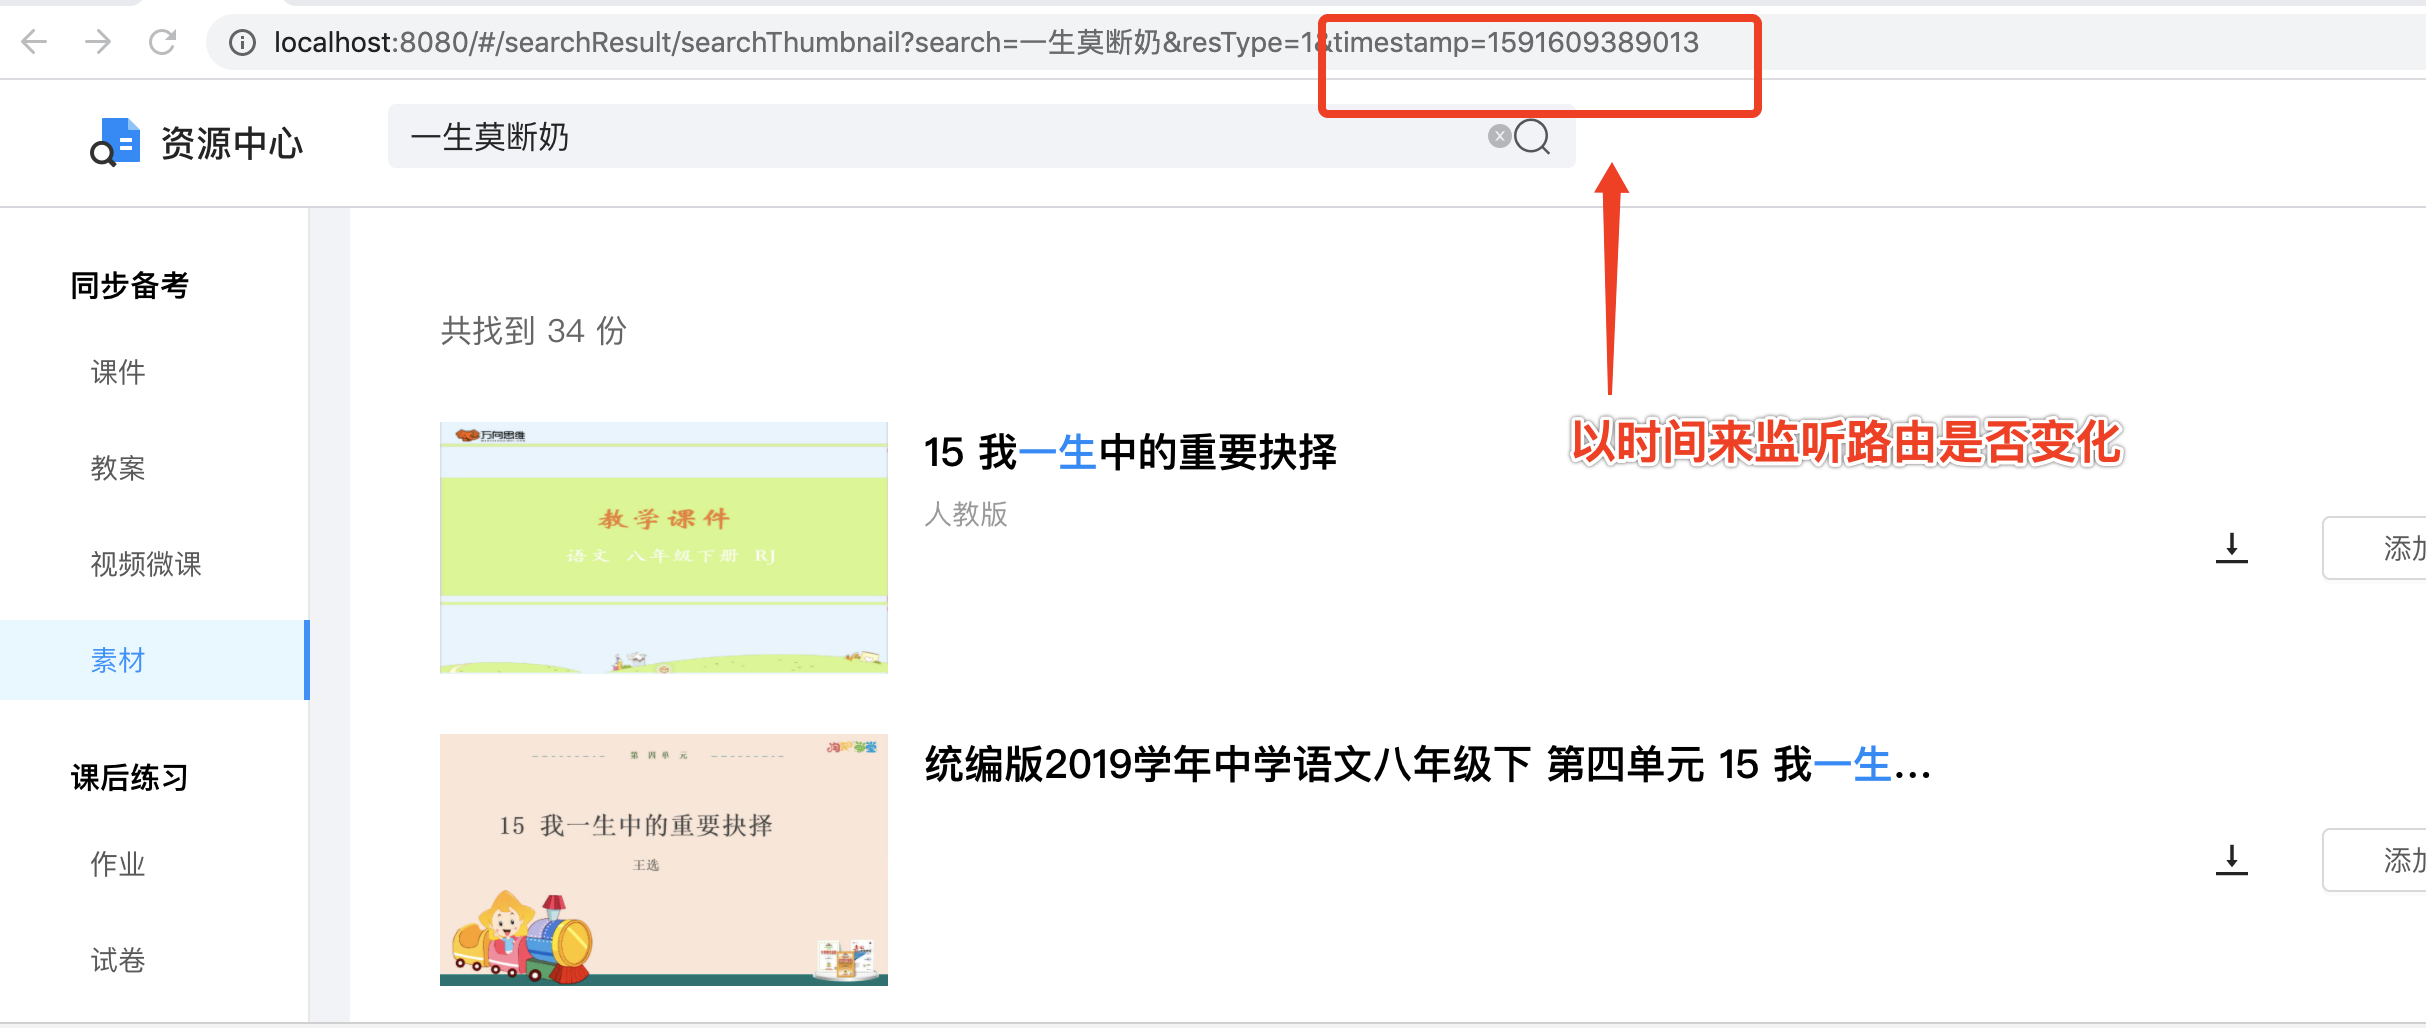 localhost:8080/#/searchResult/searchThumbnail?search=一生莫断奶&resType=1&timestamp=1591609389013
资源中心
一生莫断奶
同步备考
课件
教案
视频微课
素材
课后练习
作业
试卷
共找到 34 份
万向思维
教学课件
语文 八年级下册 RJ
15 我一生中的重要抉择
人教版
以时间来监听路由是否变化
添加
第四单元
15 我一生中的重要抉择
王选
统编版2019学年中学语文八年级下 第四单元 15 我一生...
添加